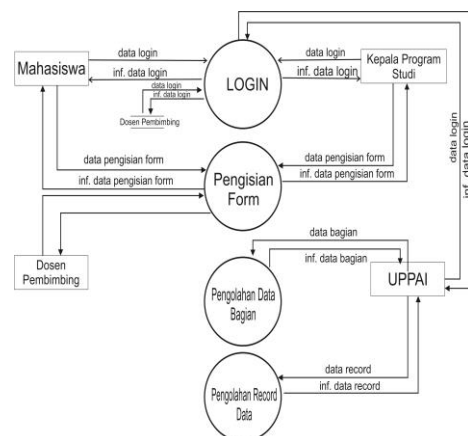 data login
Mahasiswa
inf. data login
data login
inf. data login
Dosen Pembimbing
LOGIN
data login
inf. data login
Kepala Program
Studi
data login
inf. data login
data pengisian form
inf. data pengisian form
Pengisian
Form
data pengisian form
inf. data pengisian form
Dosen
Pembimbing
data bagian
inf. data bagian
Pengolahan Data
Bagian
UPPAI
data record
inf. data record
Pengolahan Record
Data